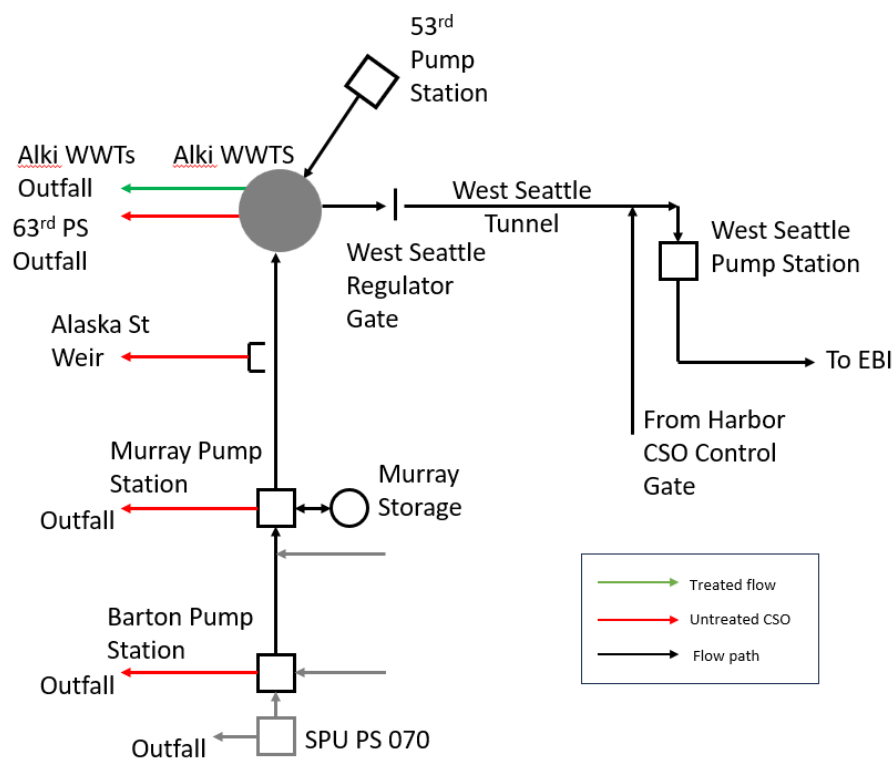 53rd
Pump
Station
Alki WWTs
Outfall
Alki WWTS
63rd PS
Outfall
West Seattle
Tunnel
West Seattle
Regulator
Gate
West Seattle
Pump Station
Alaska St
Weir
To EBI
From Harbor
CSO Control
Gate
Murray Pump
Station
Outfall
Murray
Storage
Barton Pump
Station
Outfall
Outfall
SPU PS 070
Treated flow
Untreated CSO
Flow path